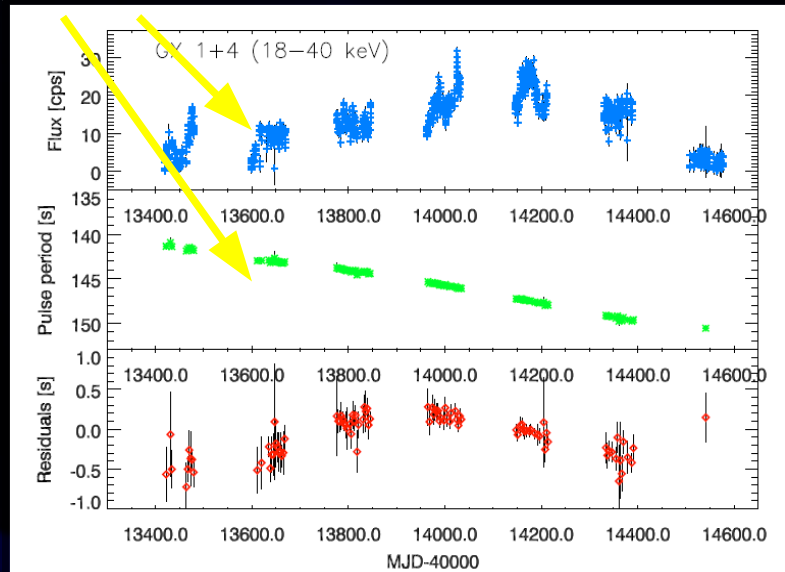 GX 1+4 (18-40 keV)
Flux [cps]
30
20
10
0
13400.0 13600.0 13800.0 14000.0 14200.0 14400.0 14600.0
Pulse period [s]
135
140
145
150
13400.0 13600.0 13800.0 14000.0 14200.0 14400.0 14600.0
Residuals [s]
1.0
0.5
0.0
-0.5
-1.0
13400.0 13600.0 13800.0 14000.0 14200.0 14400.0 14600.0
MJD-40000